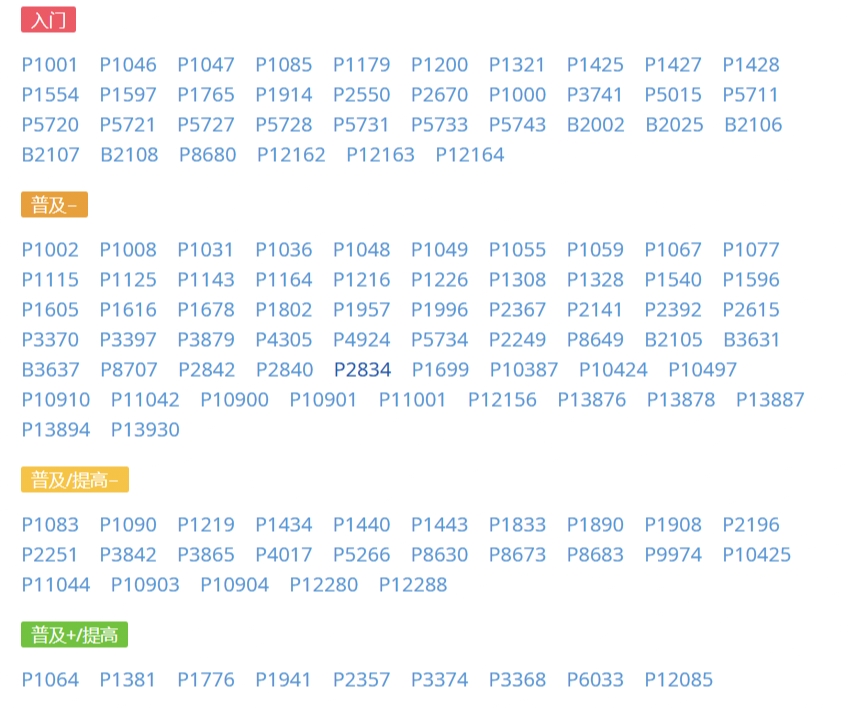 入门
P1001 P1046 P1047 P1085 P1179 P1200 P1321 P1425 P1427 P1428
P1554 P1597 P1765 P1914 P2550 P2670 P1000 P3741 P5015 P5711
P5720 P5721 P5727 P5728 P5731 P5733 P5743 B2002 B2025 B2106
B2107 B2108 P8680 P12162 P12163 P12164
普及−
P1002 P1008 P1031 P1036 P1048 P1049 P1055 P1059 P1067 P1077
P1115 P1125 P1143 P1164 P1216 P1226 P1308 P1328 P1540 P1596
P1605 P1616 P1678 P1802 P1957 P1996 P2367 P2141 P2392 P2615
P3370 P3397 P3879 P4305 P4924 P5734 P2249 P8649 B2105 B3631
B3637 P8707 P2842 P2840 P2834 P1699 P10387 P10424 P10497
P10910 P11042 P10900 P10901 P11001 P12156 P13876 P13878 P13887
P13894 P13930
普及/提高−
P1083 P1090 P1219 P1434 P1440 P1443 P1833 P1890 P1908 P2196
P2251 P3842 P3865 P4017 P5266 P8630 P8673 P8683 P9974 P10425
P11044 P10903 P10904 P12280 P12288
普及+/提高
P1064 P1381 P1776 P1941 P2357 P3374 P3368 P6033 P12085